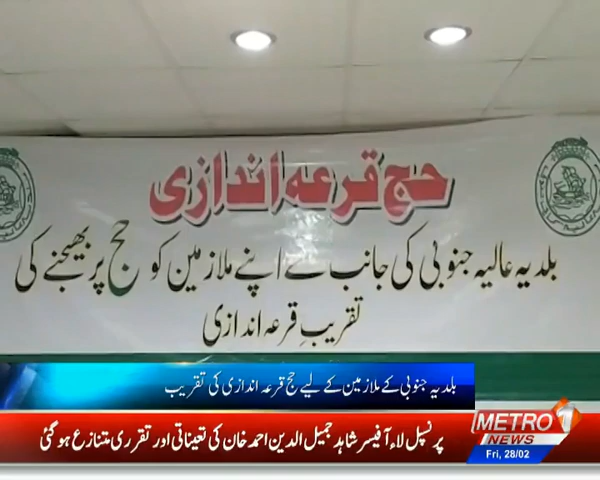 حج قرعہ اندازی
بلدیہ عالیہ جنوبی کی جانب سے اپنے ملازمین کو حج پر بھیجنے کی
تقریبِ قرعہ اندازی
بلدیہ جنوبی کے ملازمین کے لیے حج قرعہ اندازی کی تقریب
پرنسپل لاء آفیسر شاہد جمیل الدین احمد خان کی تعیناتی اور تقرری متنازع ہوگئی
METRO 1
NEWS
Fri, 28/02